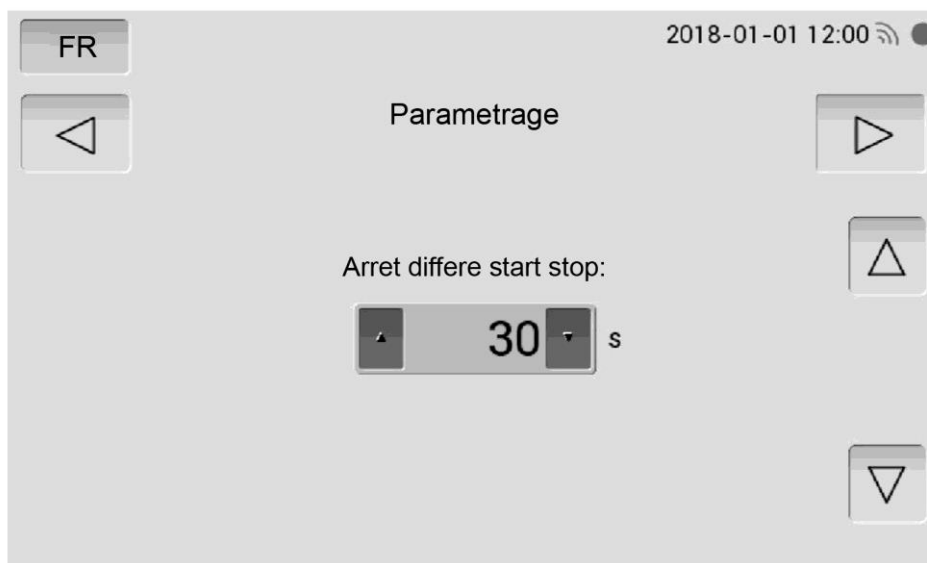 FR
2018-01-01 12:00
Parametrage
Arret differe start stop:
30 s